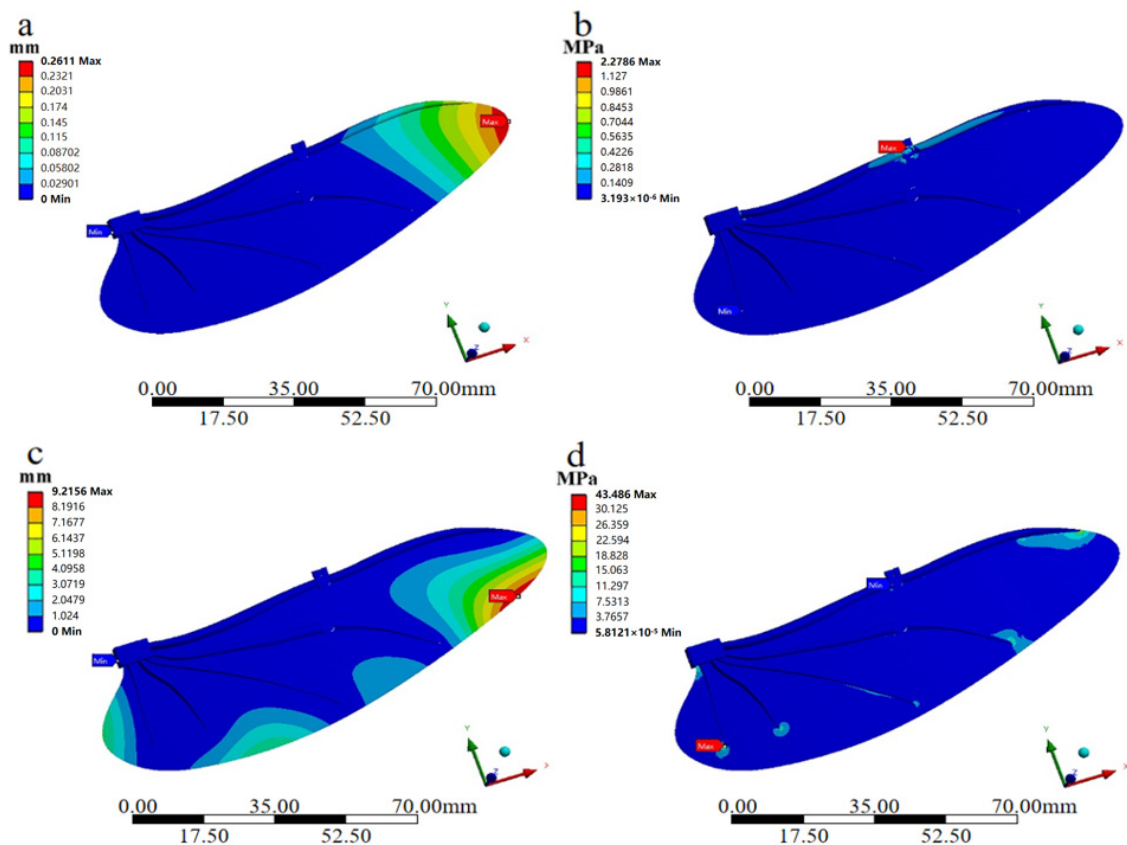 a
mm
0.2611 Max
0.2321
0.2031
0.174
0.145
0.115
0.08702
0.05802
0.02901
0 Min
Max
Min
Y
Z
X
0.00 35.00 70.00mm
17.50 52.50
b
MPa
2.2786 Max
1.127
0.9861
0.8453
0.7044
0.5635
0.4226
0.2818
0.1409
3.193×10⁻⁶ Min
Max
Min
Y
Z
X
0.00 35.00 70.00mm
17.50 52.50
c
mm
9.2156 Max
8.1916
7.1677
6.1437
5.1198
4.0958
3.0719
2.0479
1.024
0 Min
Max
Min
Y
Z
X
0.00 35.00 70.00mm
17.50 52.50
d
MPa
43.486 Max
30.125
26.359
22.594
18.828
15.063
11.297
7.5313
3.7657
5.8121×10⁻⁵ Min
Min
Max
Y
Z
X
0.00 35.00 70.00mm
17.50 52.50